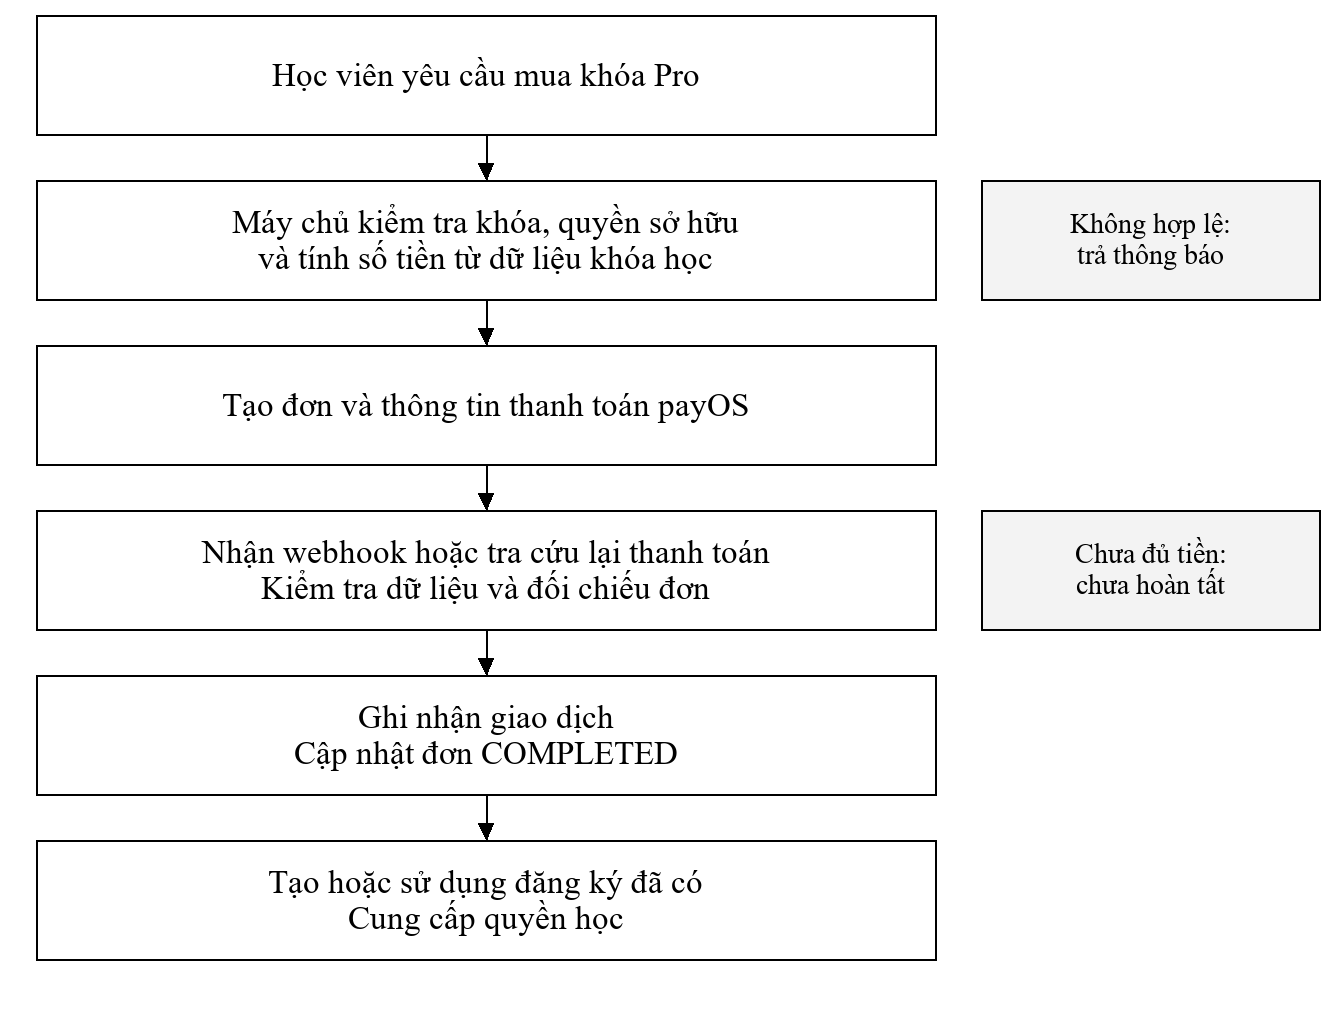 Học viên yêu cầu mua khóa Pro
Máy chủ kiểm tra khóa, quyền sở hữu
và tính số tiền từ dữ liệu khóa học
Không hợp lệ:
trả thông báo
Tạo đơn và thông tin thanh toán payOS
Nhận webhook hoặc tra cứu lại thanh toán
Kiểm tra dữ liệu và đối chiếu đơn
Chưa đủ tiền:
chưa hoàn tất
Ghi nhận giao dịch
Cập nhật đơn COMPLETED
Tạo hoặc sử dụng đăng ký đã có
Cung cấp quyền học